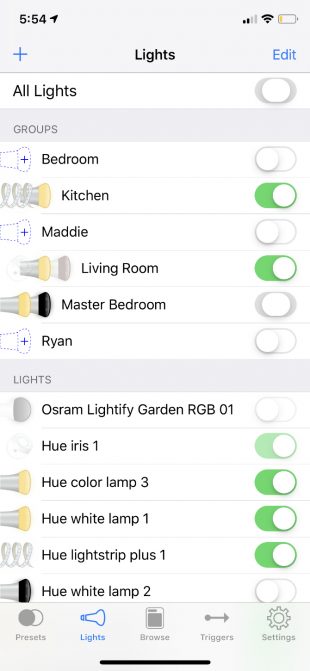 5:54
+ Lights Edit
All Lights
GROUPS
Bedroom
Kitchen
Maddie
Living Room
Master Bedroom
Ryan
LIGHTS
Osram Lightify Garden RGB 01
Hue iris 1
Hue color lamp 3
Hue white lamp 1
Hue lightstrip plus 1
Hue white lamp 2
Presets Lights Browse Triggers Settings